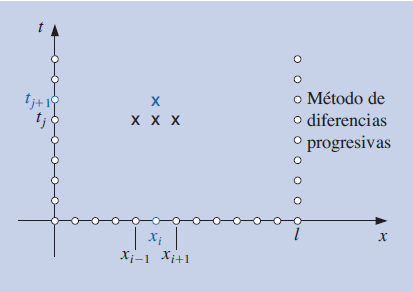 t
t_{j+1}
t_j
x
x x x
Método de
diferencias
progresivas
x_i
l
x
x_{i-1} x_{i+1}